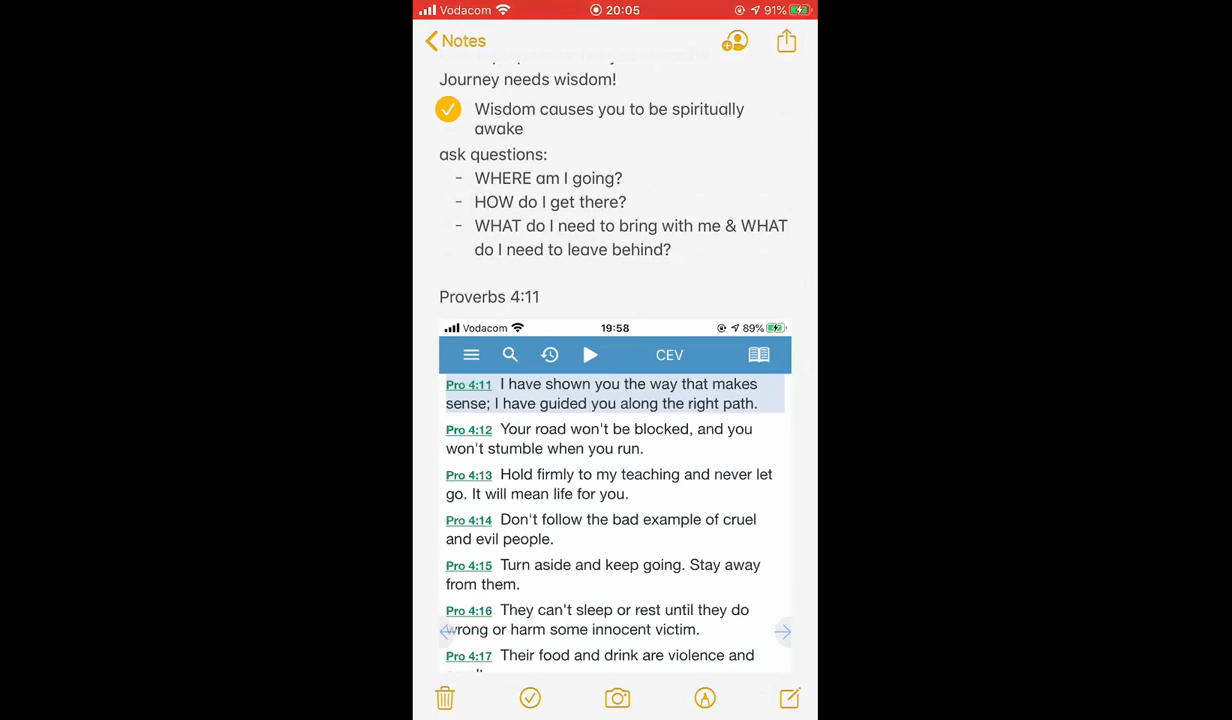 Vodacom 20:05 91%
Notes
Journey needs wisdom!
Wisdom causes you to be spiritually
awake
ask questions:
- WHERE am I going?
- HOW do I get there?
- WHAT do I need to bring with me & WHAT
do I need to leave behind?
Proverbs 4:11
Vodacom 19:58 89%
CEV
Pro 4:11 I have shown you the way that makes
sense; I have guided you along the right path.
Pro 4:12 Your road won't be blocked, and you
won't stumble when you run.
Pro 4:13 Hold firmly to my teaching and never let
go. It will mean life for you.
Pro 4:14 Don't follow the bad example of cruel
and evil people.
Pro 4:15 Turn aside and keep going. Stay away
from them.
Pro 4:16 They can't sleep or rest until they do
wrong or harm some innocent victim.
Pro 4:17 Their food and drink are violence and